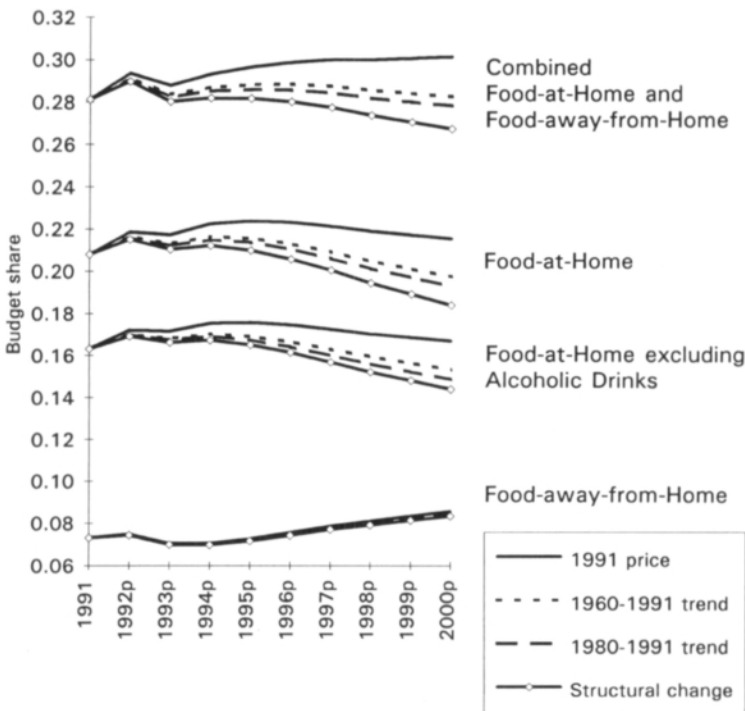 0.32
0.30
0.28
0.26
0.24
0.22
0.20
0.18
0.16
0.14
0.12
0.10
0.08
0.06
Budget share
1991
1992p
1993p
1994p
1995p
1996p
1997p
1998p
1999p
2000p
Combined
Food-at-Home and
Food-away-from-Home
Food-at-Home
Food-at-Home excluding
Alcoholic Drinks
Food-away-from-Home
1991 price
1960-1991 trend
1980-1991 trend
Structural change